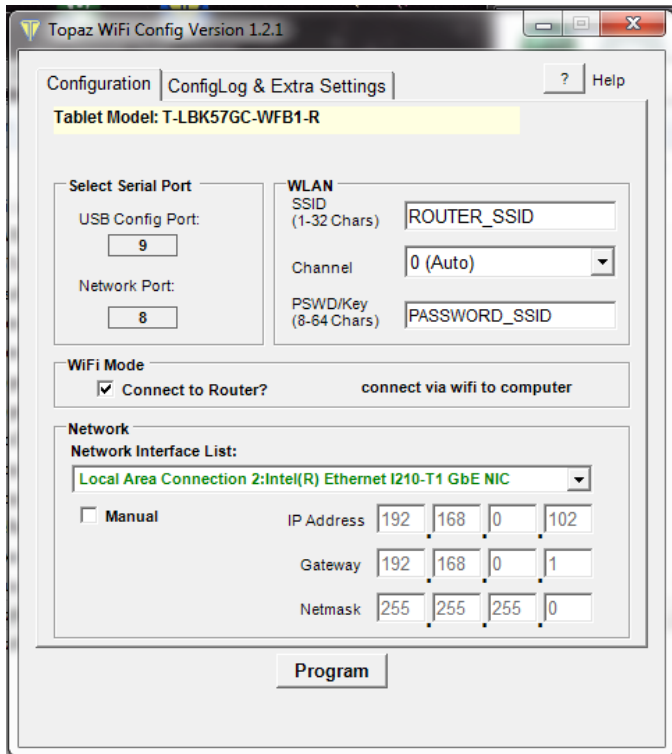 Topaz WiFi Config Version 1.2.1
Configuration
ConfigLog & Extra Settings
?
Help
Tablet Model: T-LBK57GC-WFB1-R
Select Serial Port
USB Config Port:
9
Network Port:
8
WLAN
SSID
(1-32 Chars)
ROUTER_SSID
Channel
0 (Auto)
PSWD/Key
(8-64 Chars)
PASSWORD_SSID
WiFi Mode
Connect to Router?
connect via wifi to computer
Network
Network Interface List:
Local Area Connection 2:Intel(R) Ethernet I210-T1 GbE NIC
Manual
IP Address 192 . 168 . 0 . 102
Gateway 192 . 168 . 0 . 1
Netmask 255 . 255 . 255 . 0
Program